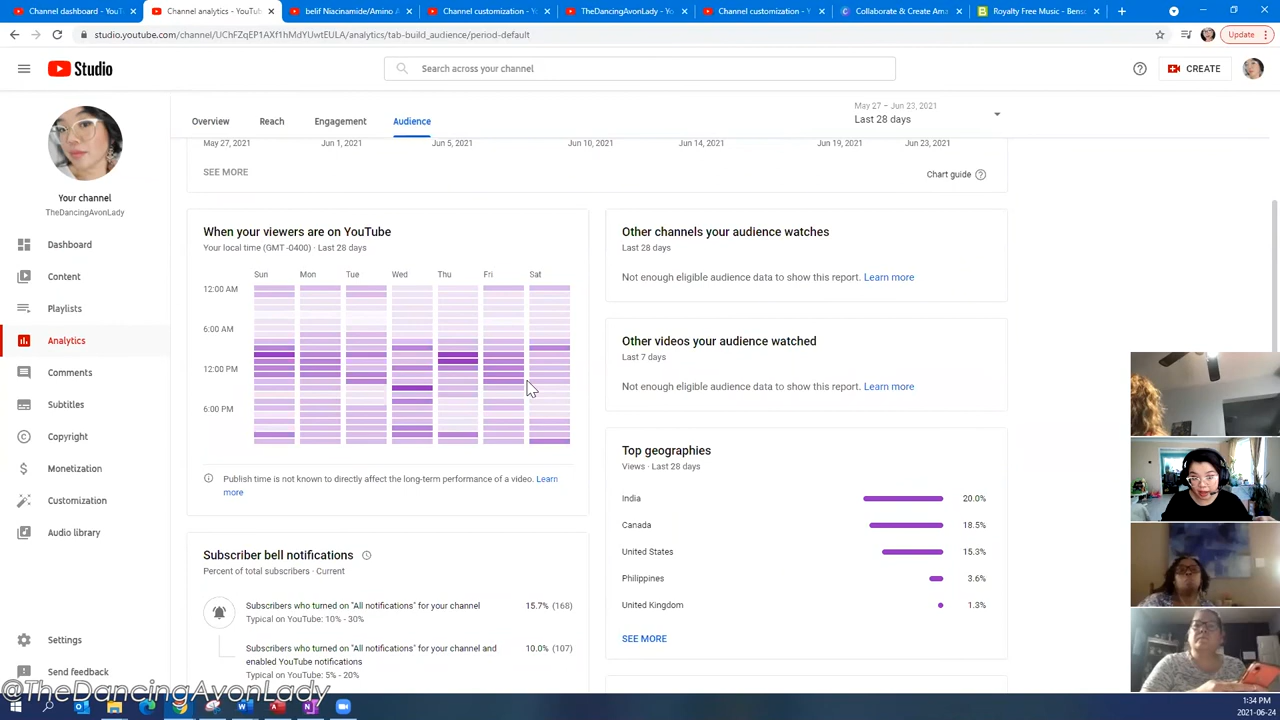 Channel dashboard - YouT
Channel analytics - YouTub
belif Niacinamide/Amino A
Channel customization - Yo
TheDancingAvonLady - You
Channel customization - Y
Collaborate & Create Ama
Royalty Free Music - Bens
studio.youtube.com/channel/UChFZqEP1AXf1hMdYUwtEULA/analytics/tab-build_audience/period-default
Update
Studio
Search across your channel
CREATE
Overview
Reach
Engagement
Audience
May 27 – Jun 23, 2021
Last 28 days
Your channel
TheDancingAvonLady
Dashboard
Content
Playlists
Analytics
Comments
Subtitles
Copyright
Monetization
Customization
Audio library
Settings
Send feedback
May 27, 2021
Jun 1, 2021
Jun 5, 2021
Jun 10, 2021
Jun 14, 2021
Jun 19, 2021
Jun 23, 2021
SEE MORE
Chart guide
When your viewers are on YouTube
Your local time (GMT -0400) · Last 28 days
Sun Mon Tue Wed Thu Fri Sat
12:00 AM
6:00 AM
12:00 PM
6:00 PM
Publish time is not known to directly affect the long-term performance of a video. Learn
more
Subscriber bell notifications
Percent of total subscribers · Current
Subscribers who turned on "All notifications" for your channel 15.7% (168)
Typical on YouTube: 10% - 30%
Subscribers who turned on "All notifications" for your channel and 10.0% (107)
enabled YouTube notifications
Typical on YouTube: 5% - 20%
Other channels your audience watches
Last 28 days
Not enough eligible audience data to show this report. Learn more
Other videos your audience watched
Last 7 days
Not enough eligible audience data to show this report. Learn more
Top geographies
Views · Last 28 days
India 20.0%
Canada 18.5%
United States 15.3%
Philippines 3.6%
United Kingdom 1.3%
SEE MORE
@TheDancingAvonLady
1:34 PM
2021-06-24